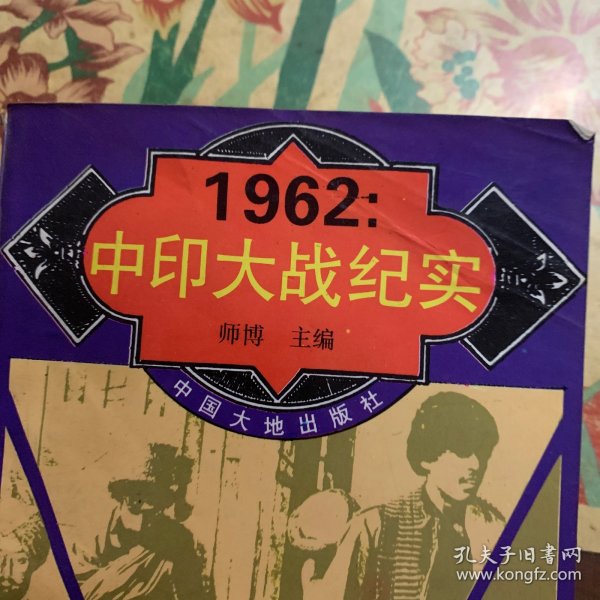 1962:
中印大战纪实
师博 主编
中国大地出版社
孔夫子旧书网
www.kongfz.com